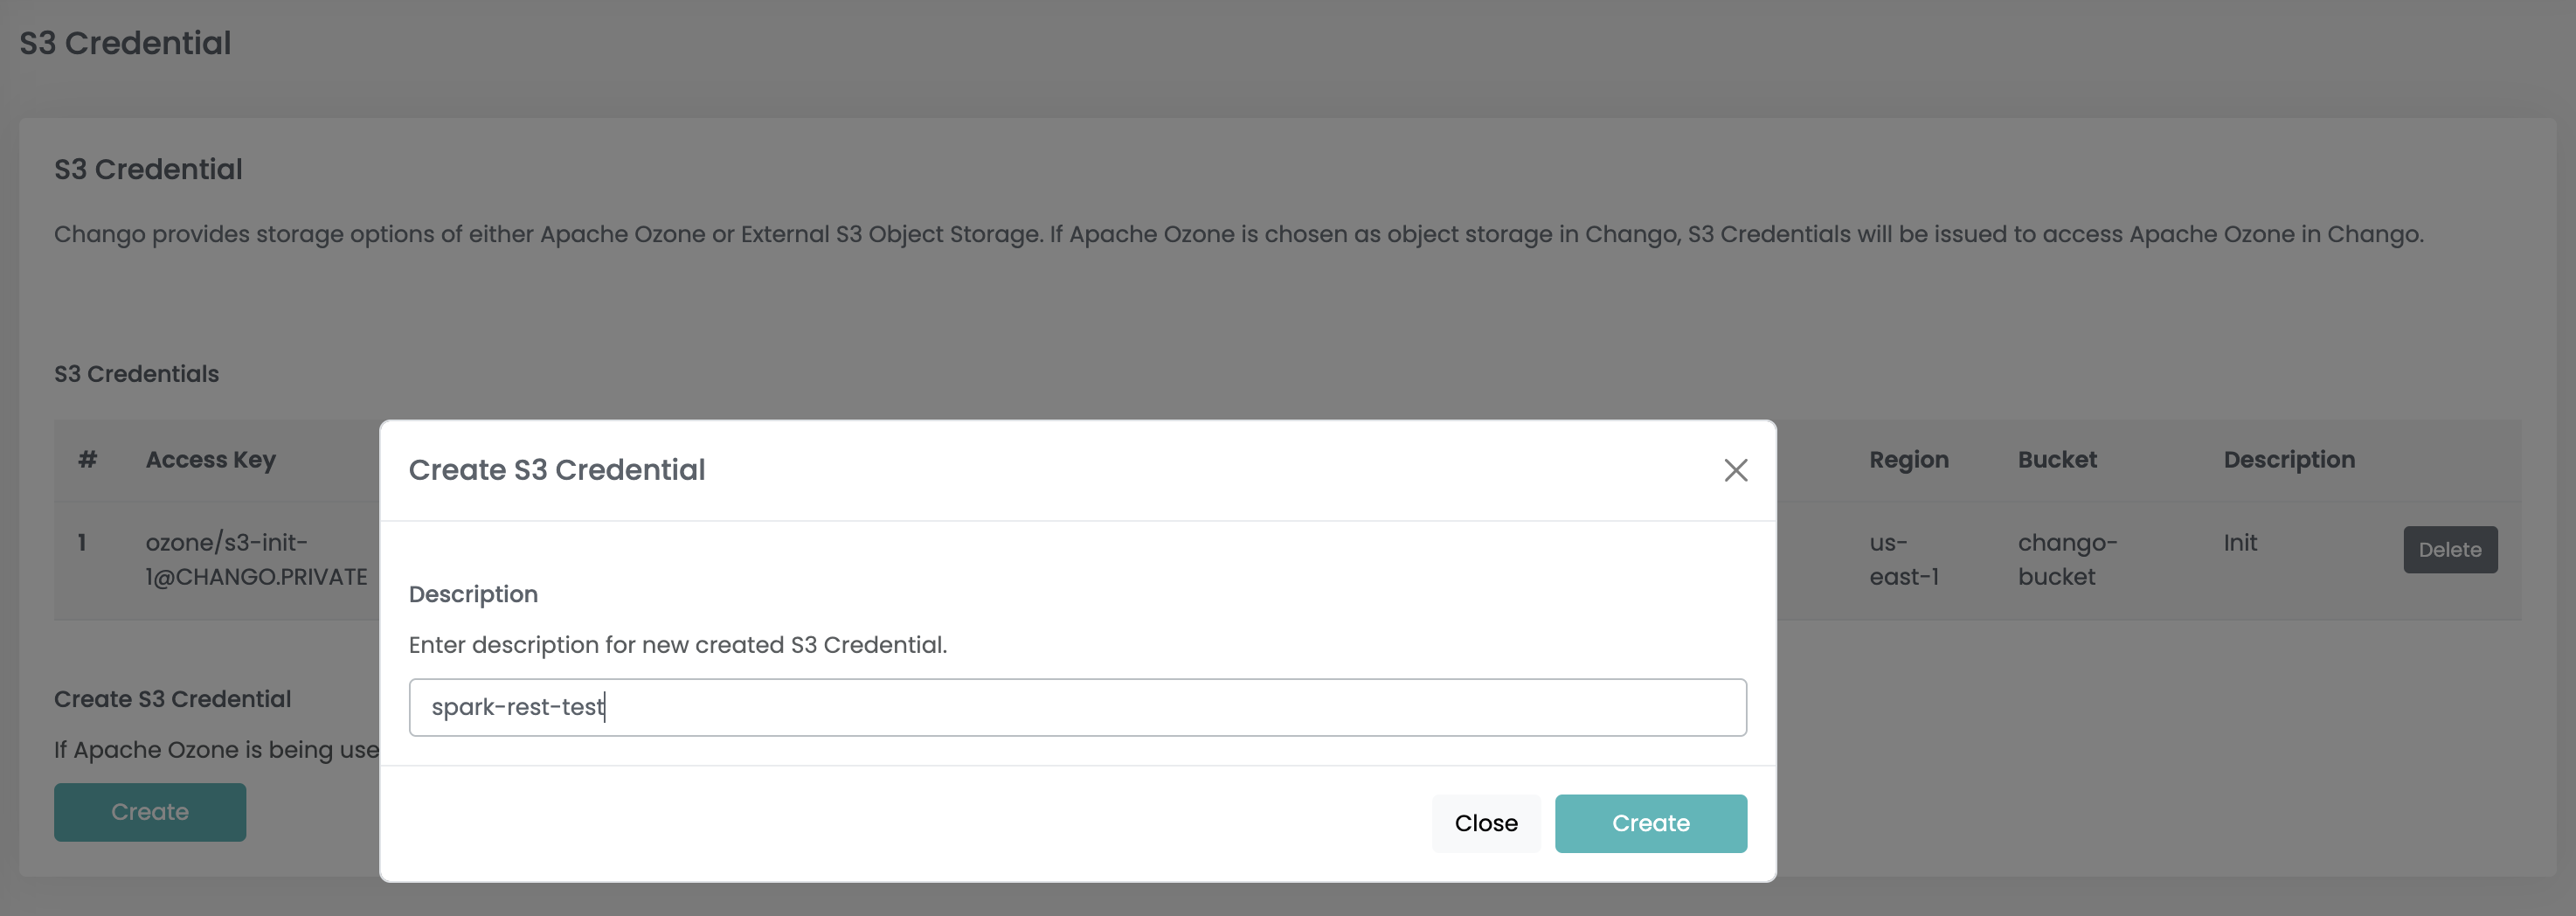 S3 Credential
S3 Credential
Chango provides storage options of either Apache Ozone or External S3 Object Storage. If Apache Ozone is chosen as object storage in Chango, S3 Credentials will be issued to access Apache Ozone in Chango.
S3 Credentials
# Access Key Region Bucket Description
1 ozone/s3-init- us- chango- Init Delete
1@CHANGO.PRIVATE east-1 bucket
Create S3 Credential
If Apache Ozone is being use
Create
Create S3 Credential
Description
Enter description for new created S3 Credential.
spark-rest-test
Close Create